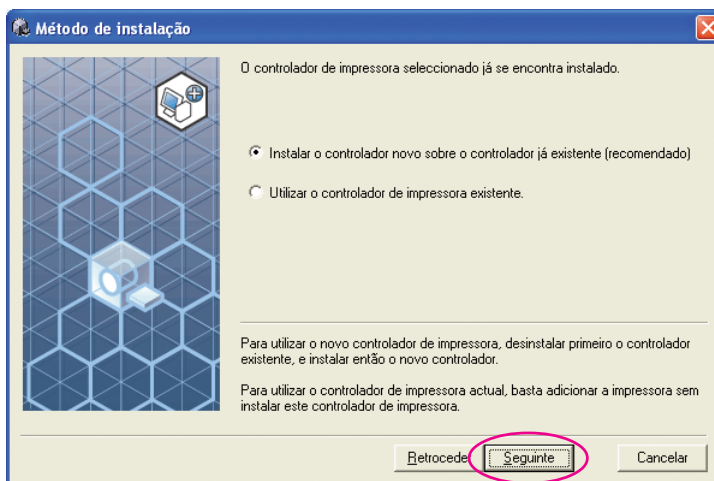 Método de instalação
O controlador de impressora seleccionado já se encontra instalado.
Instalar o controlador novo sobre o controlador já existente (recomendado)
Utilizar o controlador de impressora existente.
Para utilizar o novo controlador de impressora, desinstalar primeiro o controlador
existente, e instalar então o novo controlador.
Para utilizar o controlador de impressora actual, basta adicionar a impressora sem
instalar este controlador de impressora.
Retrocede Seguinte Cancelar